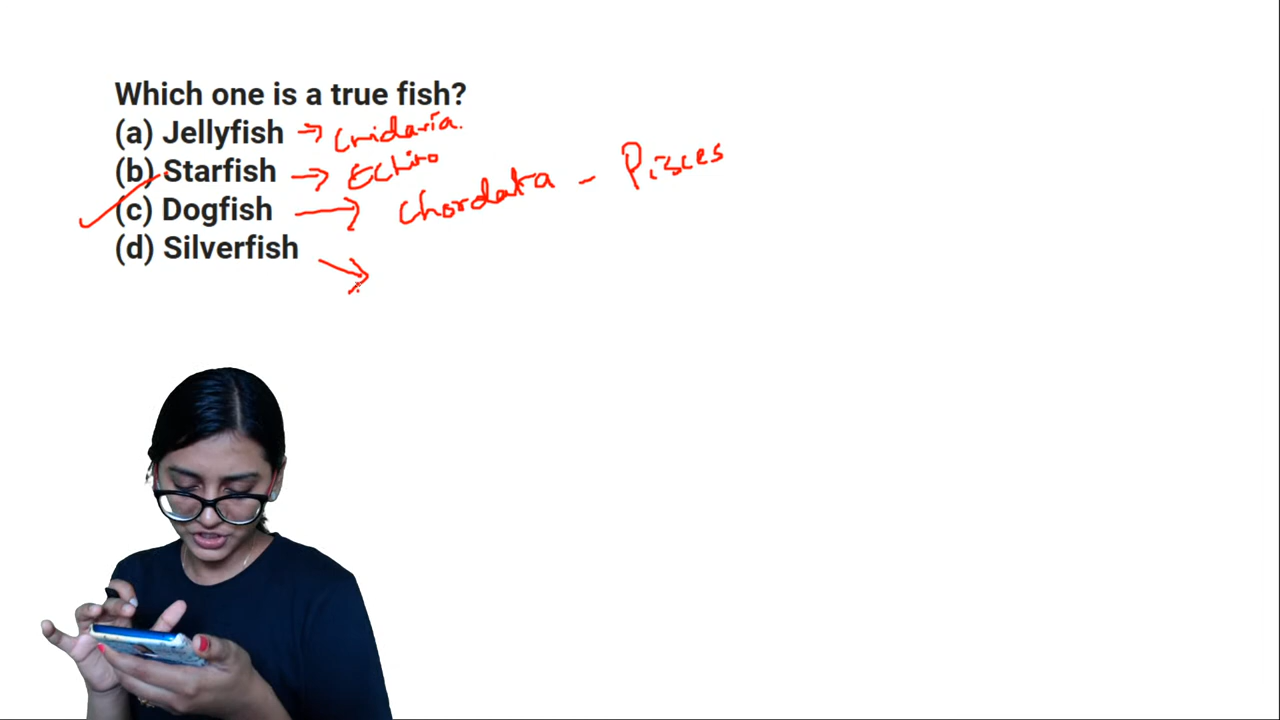 Which one is a true fish?
(a) Jellyfish → Cnidaria.
(b) Starfish → Echino
(c) Dogfish → Chordata - Pisces
(d) Silverfish →